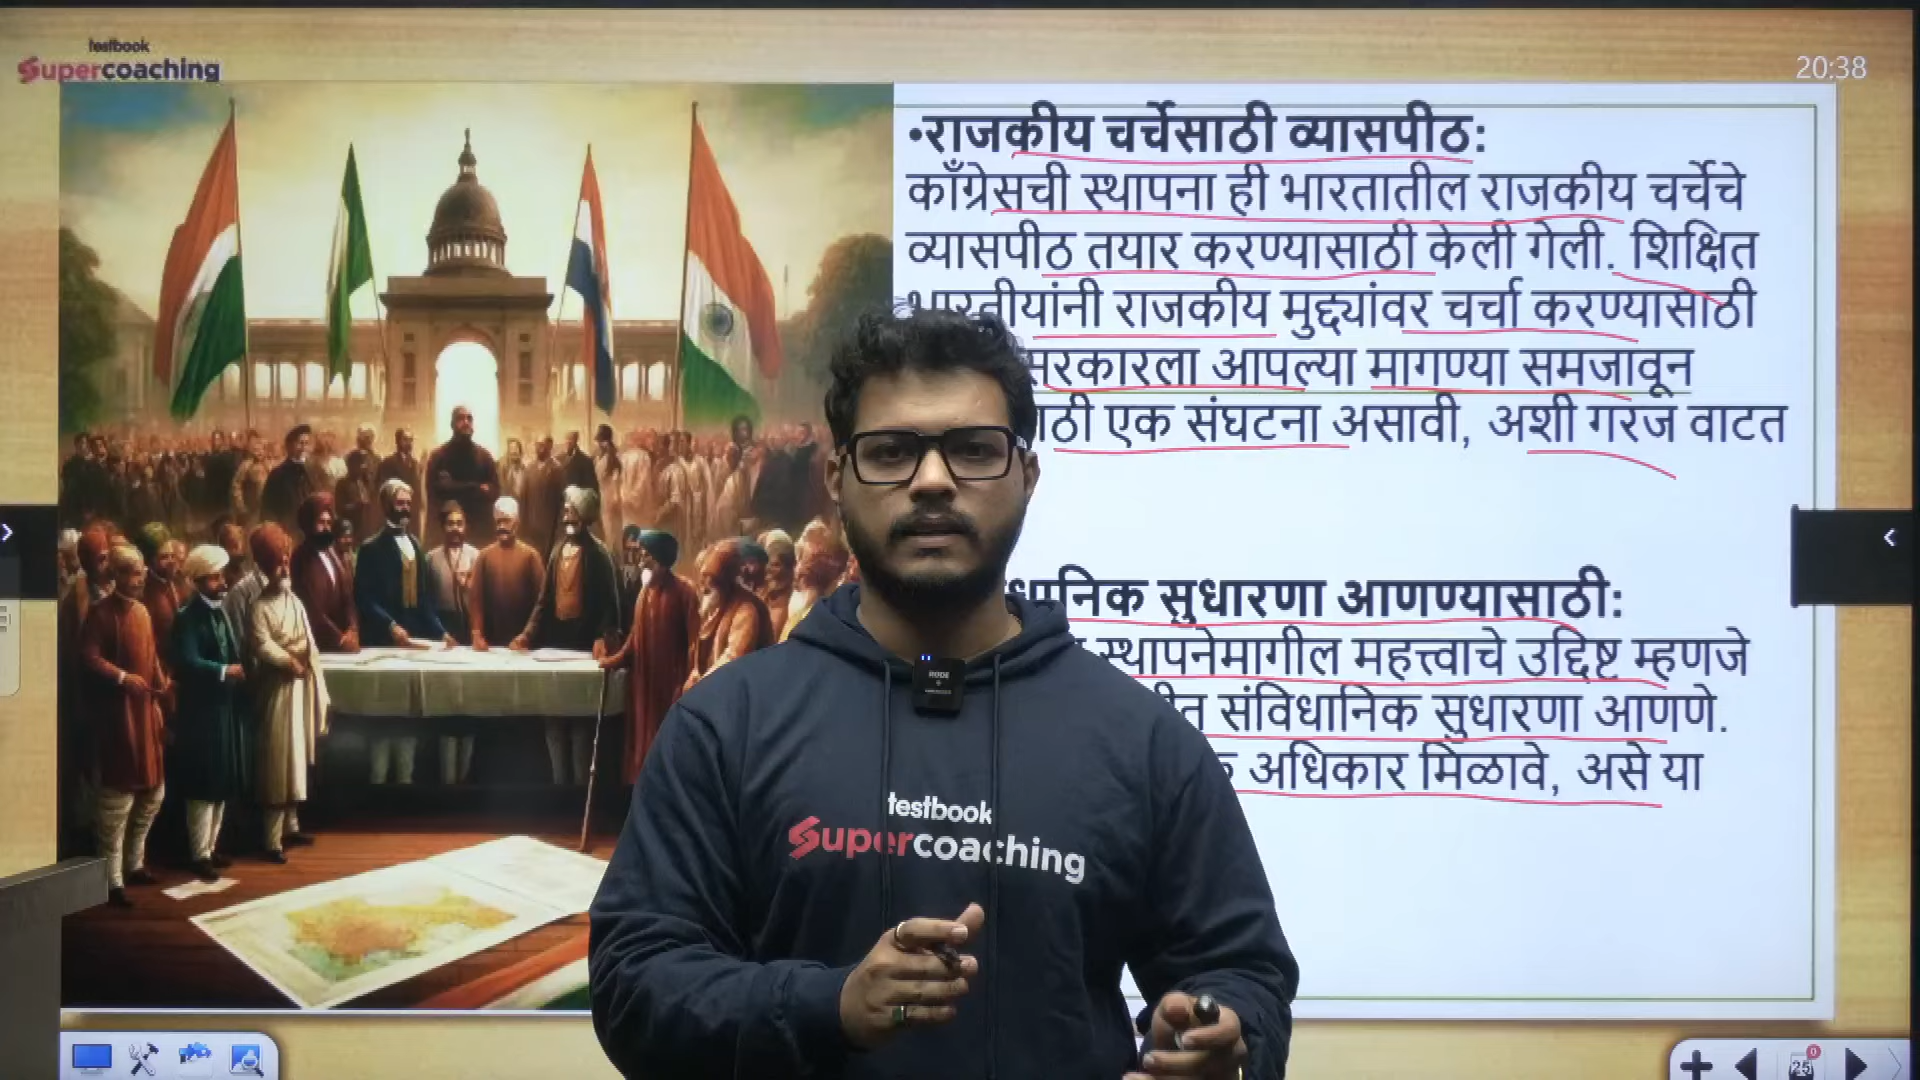 testbook
Supercoaching
20:38
•राजकीय चर्चेसाठी व्यासपीठ:
काँग्रेसची स्थापना ही भारतातील राजकीय चर्चेचे
व्यासपीठ तयार करण्यासाठी केली गेली. शिक्षित
भारतीयांनी राजकीय मुद्द्यांवर चर्चा करण्यासाठी
सरकारला आपल्या मागण्या समजावून
एक संघटना असावी, अशी गरज वाटत
सुधारणा आणण्यासाठी:
स्थापनेमागील महत्त्वाचे उद्दिष्ट म्हणजे
संविधानिक सुधारणा आणणे.
अधिकार मिळावे, असे या
RODE
testbook
Supercoaching